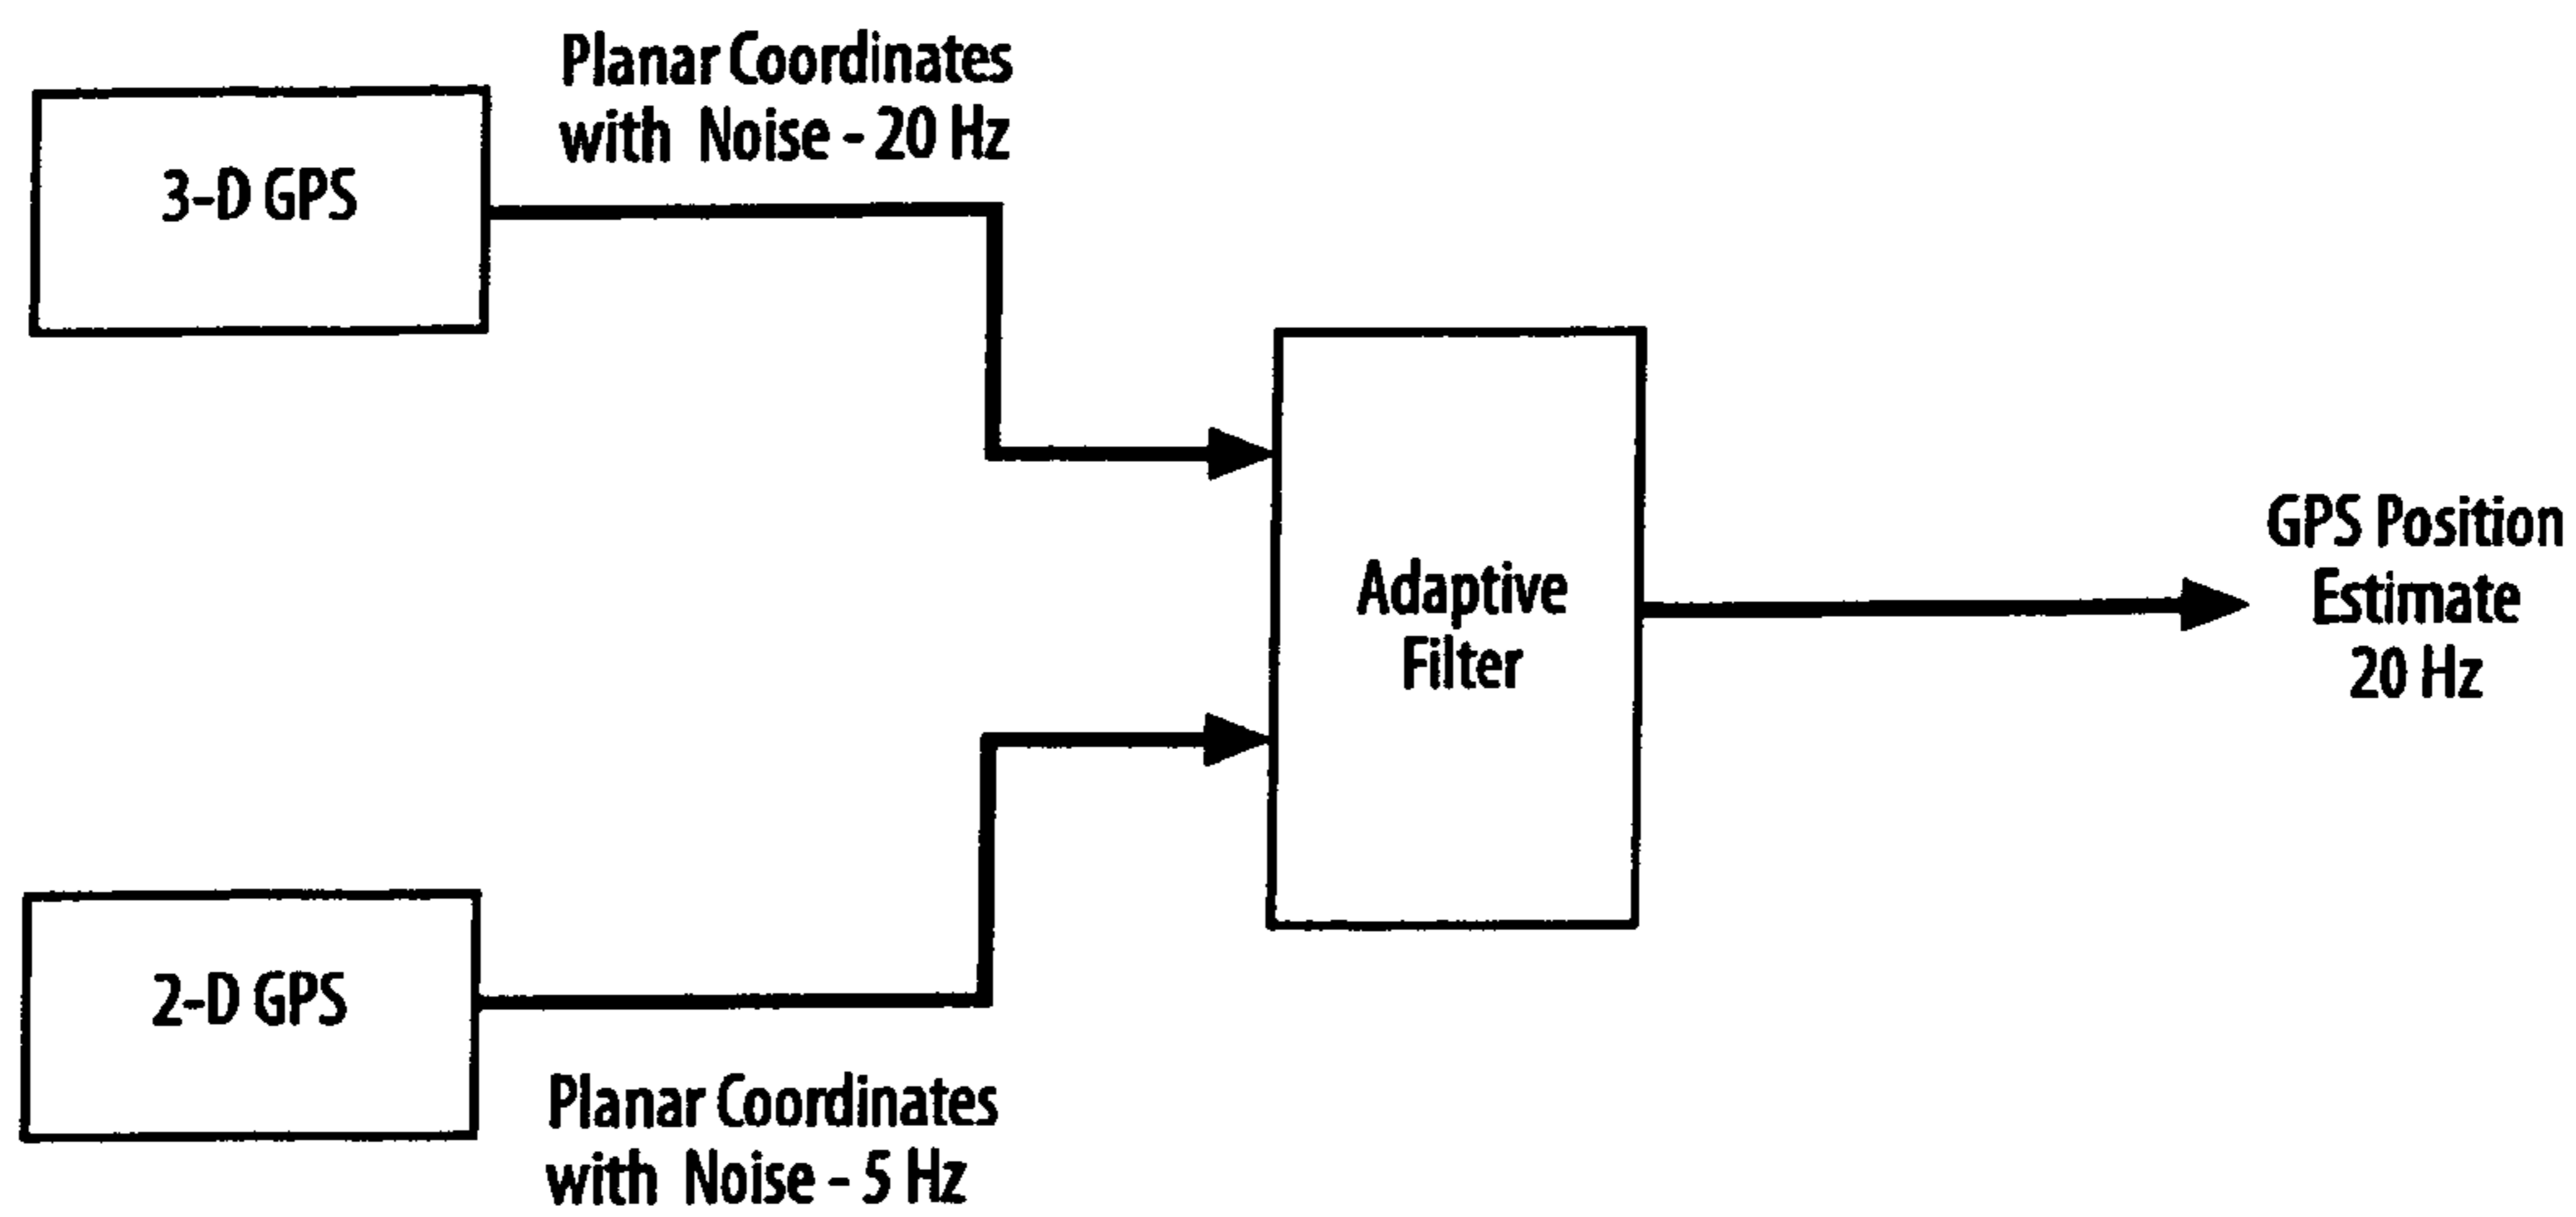 Planar Coordinates
with Noise - 20 Hz
3-D GPS
Adaptive
Filter
GPS Position
Estimate
20 Hz
2-D GPS
Planar Coordinates
with Noise - 5 Hz